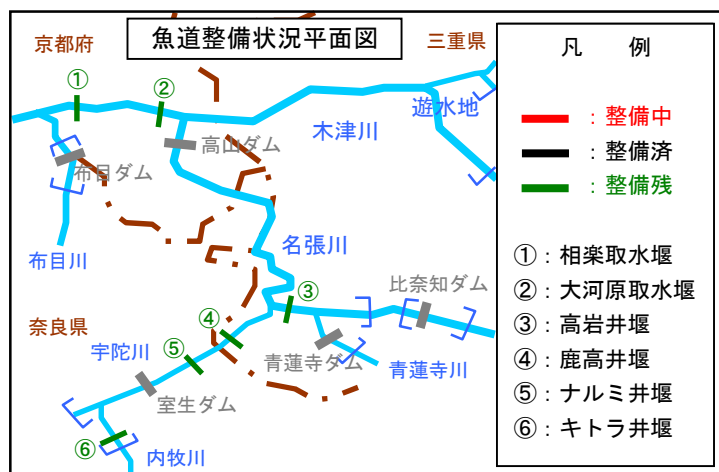 魚道整備状況平面図
京都府
三重県
①
②
遊水地
木津川
高山ダム
布目ダム
布目川
名張川
比奈知ダム
③
奈良県
④
宇陀川
⑤
青蓮寺ダム
青蓮寺川
室生ダム
⑥
内牧川
凡　例
：整備中
：整備済
：整備残
①：相楽取水堰
②：大河原取水堰
③：高岩井堰
④：鹿高井堰
⑤：ナルミ井堰
⑥：キトラ井堰